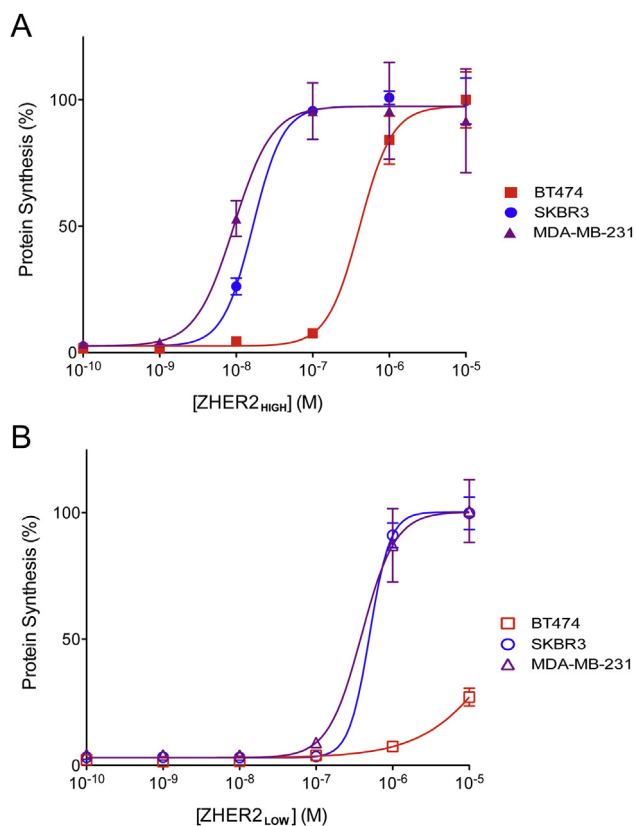 A
Protein Synthesis (%)
100
50
0
10-10
10-9
10-8
10-7
10-6
10-5
[ZHER2HIGH] (M)
BT474
SKBR3
MDA-MB-231
B
Protein Synthesis (%)
100
50
0
10-10
10-9
10-8
10-7
10-6
10-5
[ZHER2LOW] (M)
BT474
SKBR3
MDA-MB-231